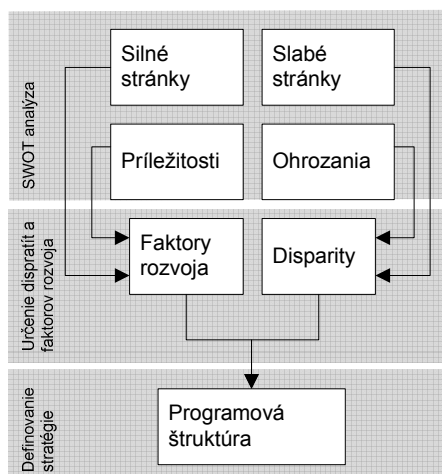 SWOT analýza
Silné
stránky
Slabé
stránky
Príležitosti
Ohrozania
Určenie dispratít a
faktorov rozvoja
Faktory
rozvoja
Disparity
Definovanie
stratégie
Programová
štruktúra